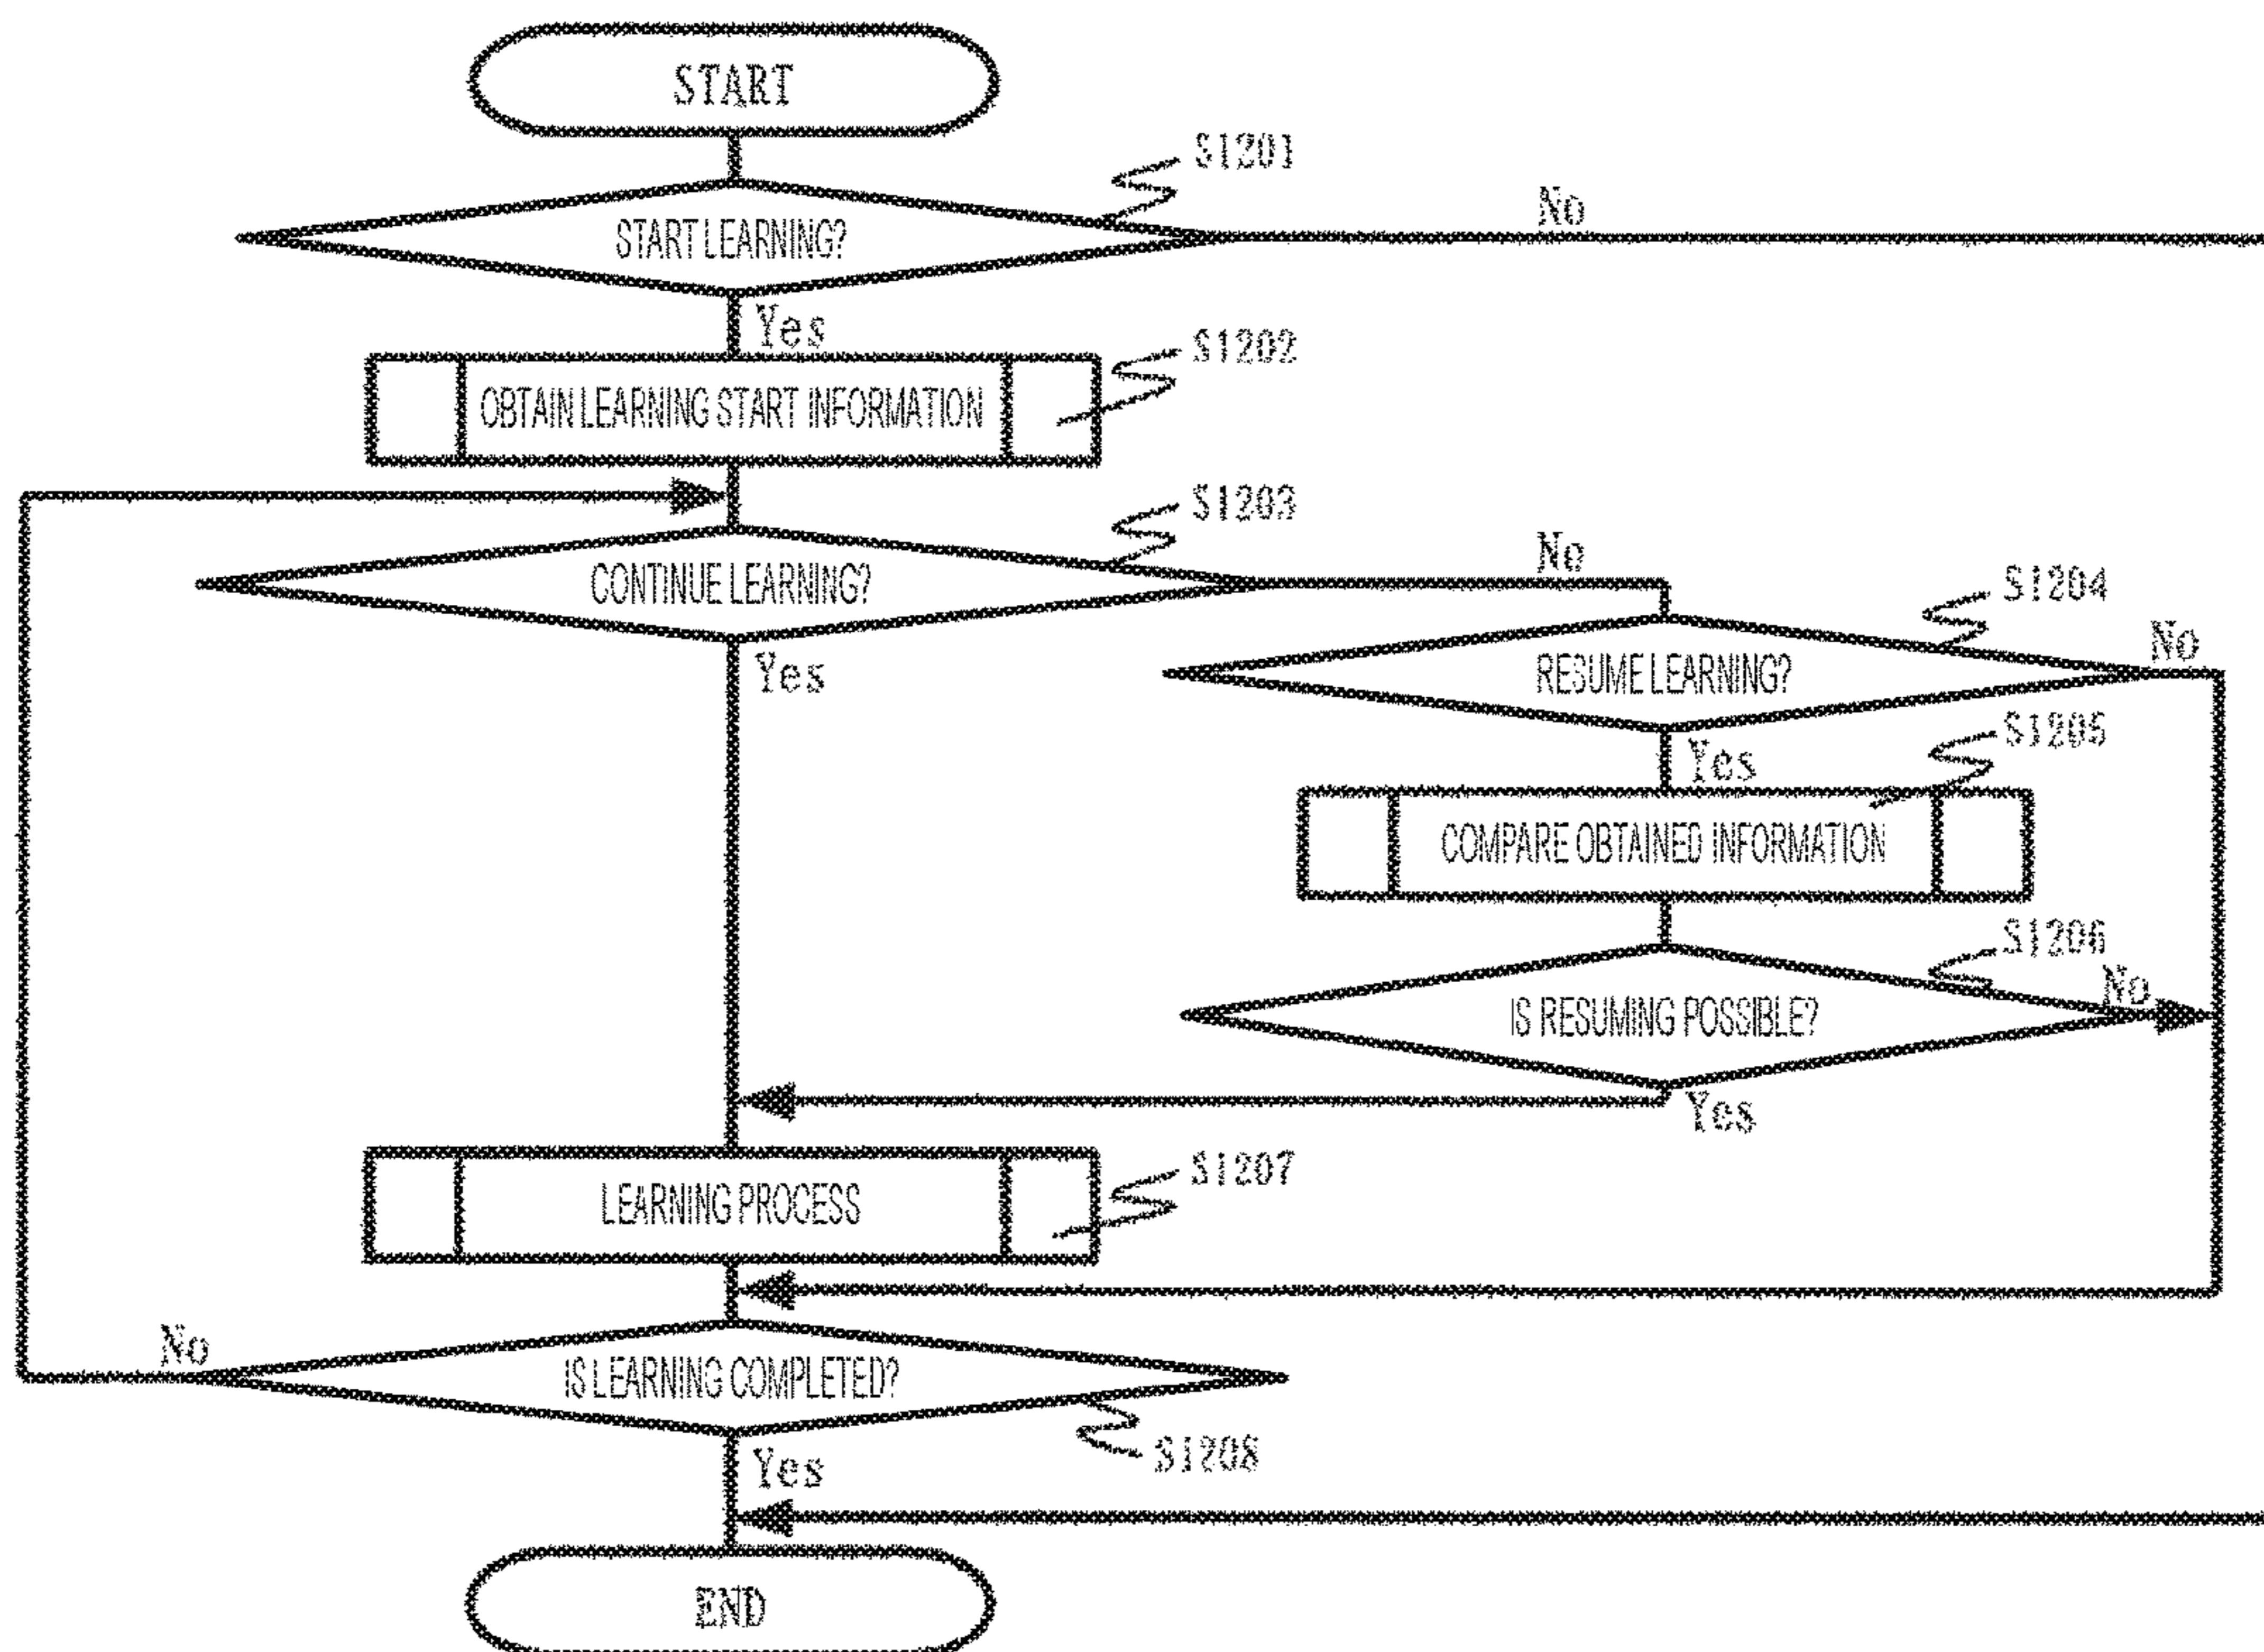 START
S1201
START LEARNING?
No
Yes
S1202
OBTAIN LEARNING START INFORMATION
S1203
CONTINUE LEARNING?
No
Yes
S1204
RESUME LEARNING?
No
Yes
S1205
COMPARE OBTAINED INFORMATION
S1206
IS RESUMING POSSIBLE?
No
Yes
S1207
LEARNING PROCESS
IS LEARNING COMPLETED?
No
S1208
Yes
END